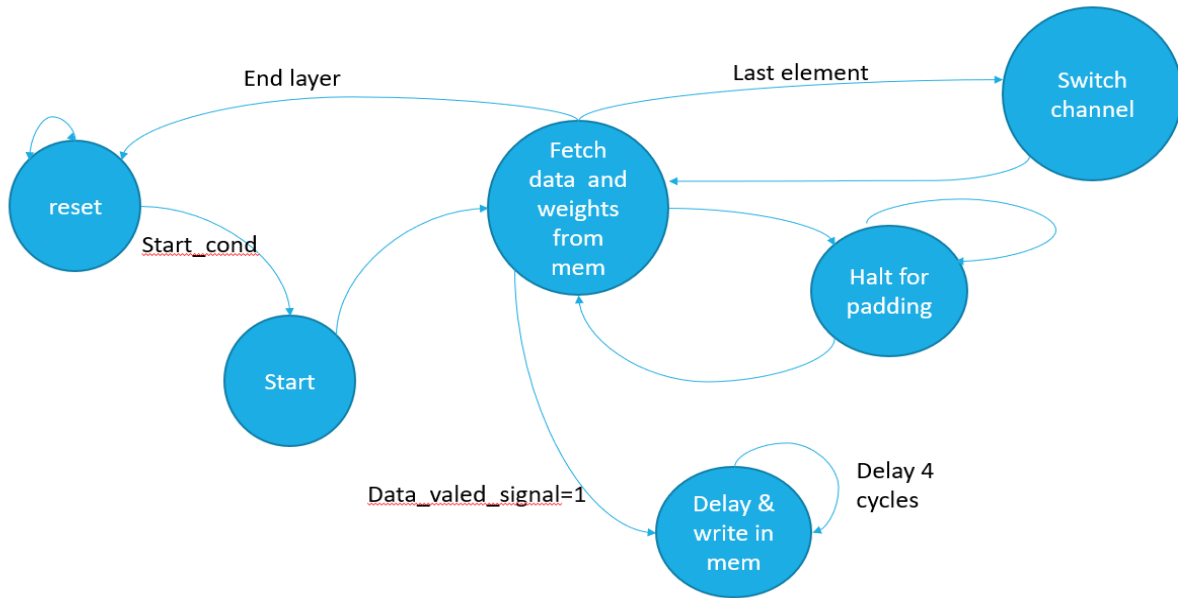 End layer
Last element
Switch
channel
reset
Start_cond
Fetch
data and
weights
from
mem
Halt for
padding
Start
Data_valed_signal=1
Delay &
write in
mem
Delay 4
cycles